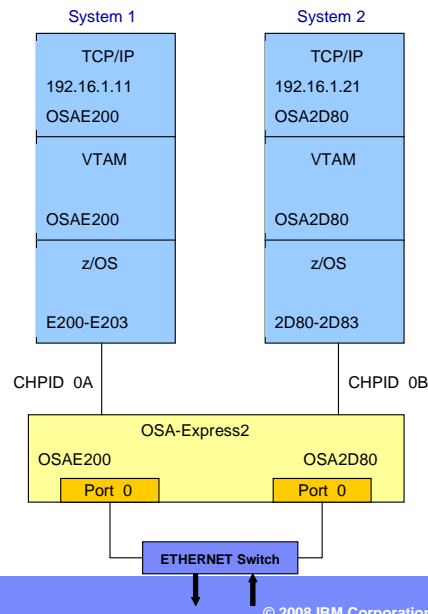 System 1
System 2
TCP/IP
192.16.1.11
OSAE200
TCP/IP
192.16.1.21
OSA2D80
VTAM
OSAE200
VTAM
OSA2D80
z/OS
E200-E203
z/OS
2D80-2D83
CHPID 0A
CHPID 0B
OSA-Express2
OSAE200
OSA2D80
Port 0
Port 0
ETHERNET Switch
© 2008 IBM Corporation